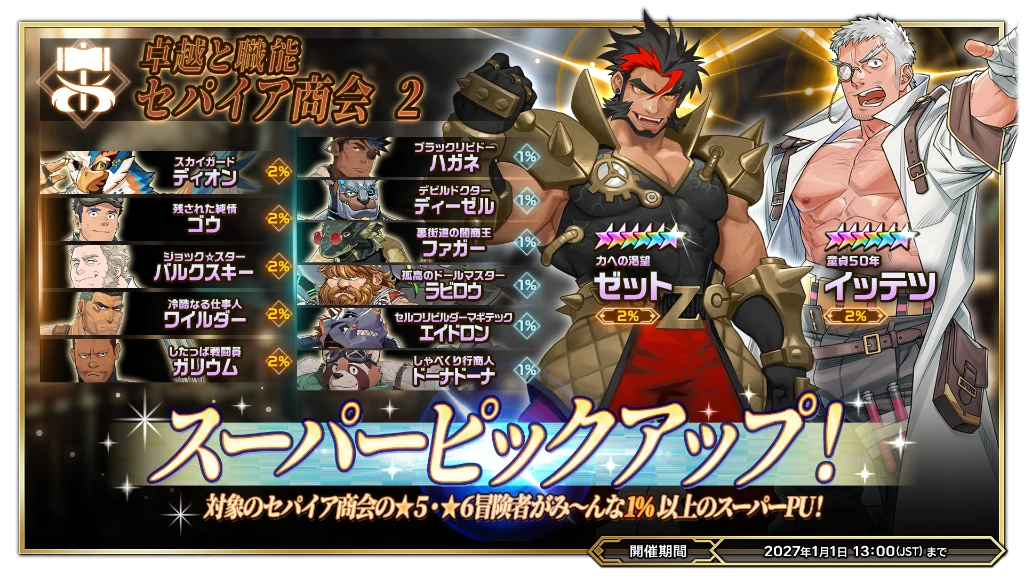 卓越と職能
セパイア商会 2
スカイガード
ディオン
2%
残された純情
ゴウ
2%
ジョック☆スター
バルクスキー
2%
冷酷なる仕事人
ワイルダー
2%
したっぱ戦闘員
ガリウム
2%
ブラックリビドー
ハガネ
1%
デビルドクター
ディーゼル
1%
裏街道の闇商王
ファガー
1%
孤高のドールマスター
ラビロウ
1%
セルフリビルダーマギテック
エイドロン
1%
しゃべくり行商人
ドーナドーナ
1%
力への渇望
ゼット
2%
Z
童貞50年
イッテツ
2%
スーパーピックアップ!
対象のセパイア商会の★5・★6冒険者がみ〜んな1%以上のスーパーPU!
開催期間
2027年1月1日 13:00(JST) まで